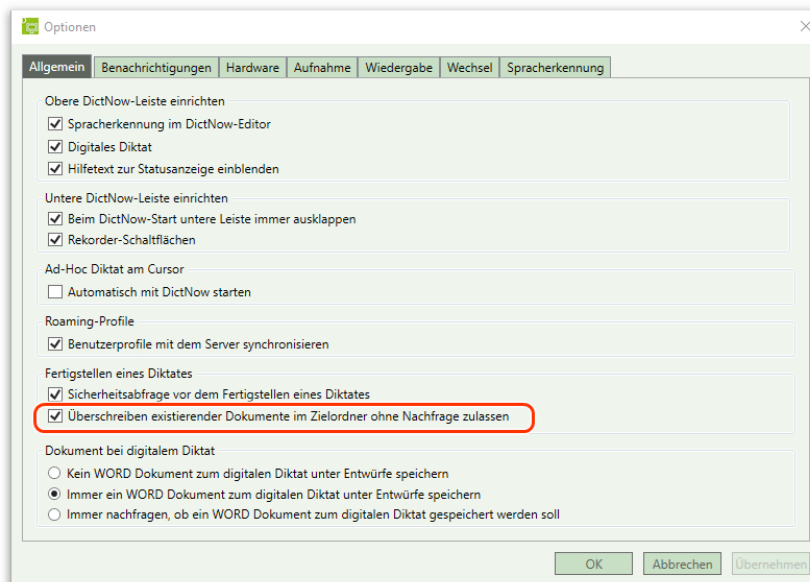 Optionen
Allgemein Benachrichtigungen Hardware Aufnahme Wiedergabe Wechsel Spracherkennung
Obere DictNow-Leiste einrichten
Spracherkennung im DictNow-Editor
Digitales Diktat
Hilfetext zur Statusanzeige einblenden
Untere DictNow-Leiste einrichten
Beim DictNow-Start untere Leiste immer ausklappen
Rekorder-Schaltflächen
Ad-Hoc Diktat am Cursor
Automatisch mit DictNow starten
Roaming-Profile
Benutzerprofile mit dem Server synchronisieren
Fertigstellen eines Diktates
Sicherheitsabfrage vor dem Fertigstellen eines Diktates
Überschreiben existierender Dokumente im Zielordner ohne Nachfrage zulassen
Dokument bei digitalem Diktat
Kein WORD Dokument zum digitalen Diktat unter Entwürfe speichern
Immer ein WORD Dokument zum digitalen Diktat unter Entwürfe speichern
Immer nachfragen, ob ein WORD Dokument zum digitalen Diktat gespeichert werden soll
OK Abbrechen Übernehmen